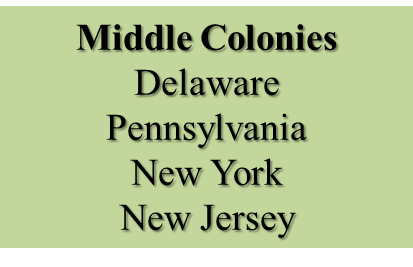 Middle Colonies
Delaware
Pennsylvania
New York
New Jersey